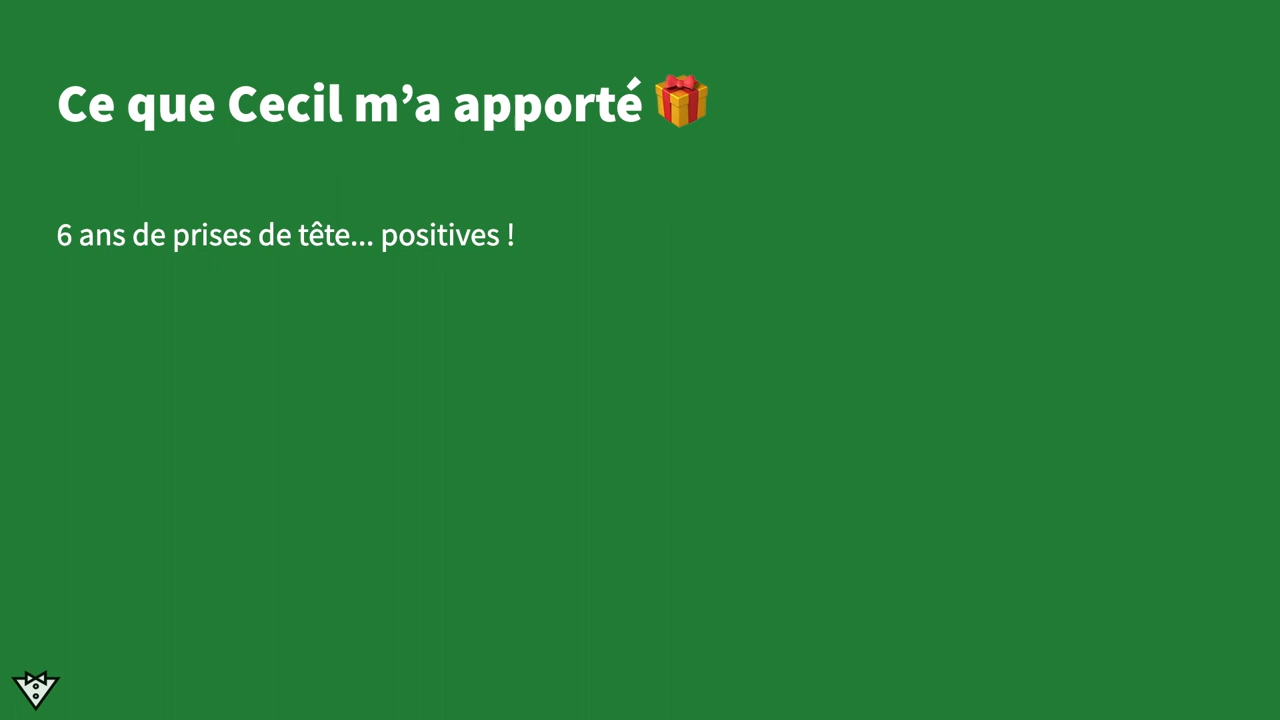 Ce que Cecil m’a apporté 🎁
6 ans de prises de tête... positives !